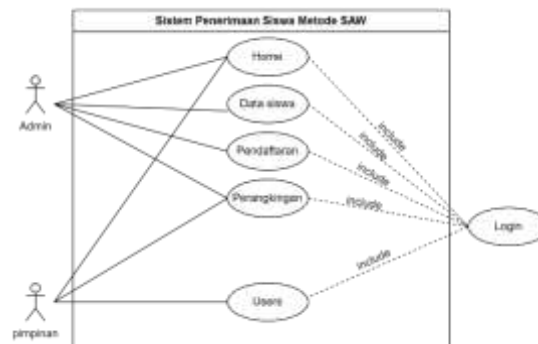 Sistem Penerimaan Siswa Metode SAW
Home
Data siswa
Admin
include
include
Pendaftaran
include
Perangkingan
include
Login
include
Users
pimpinan